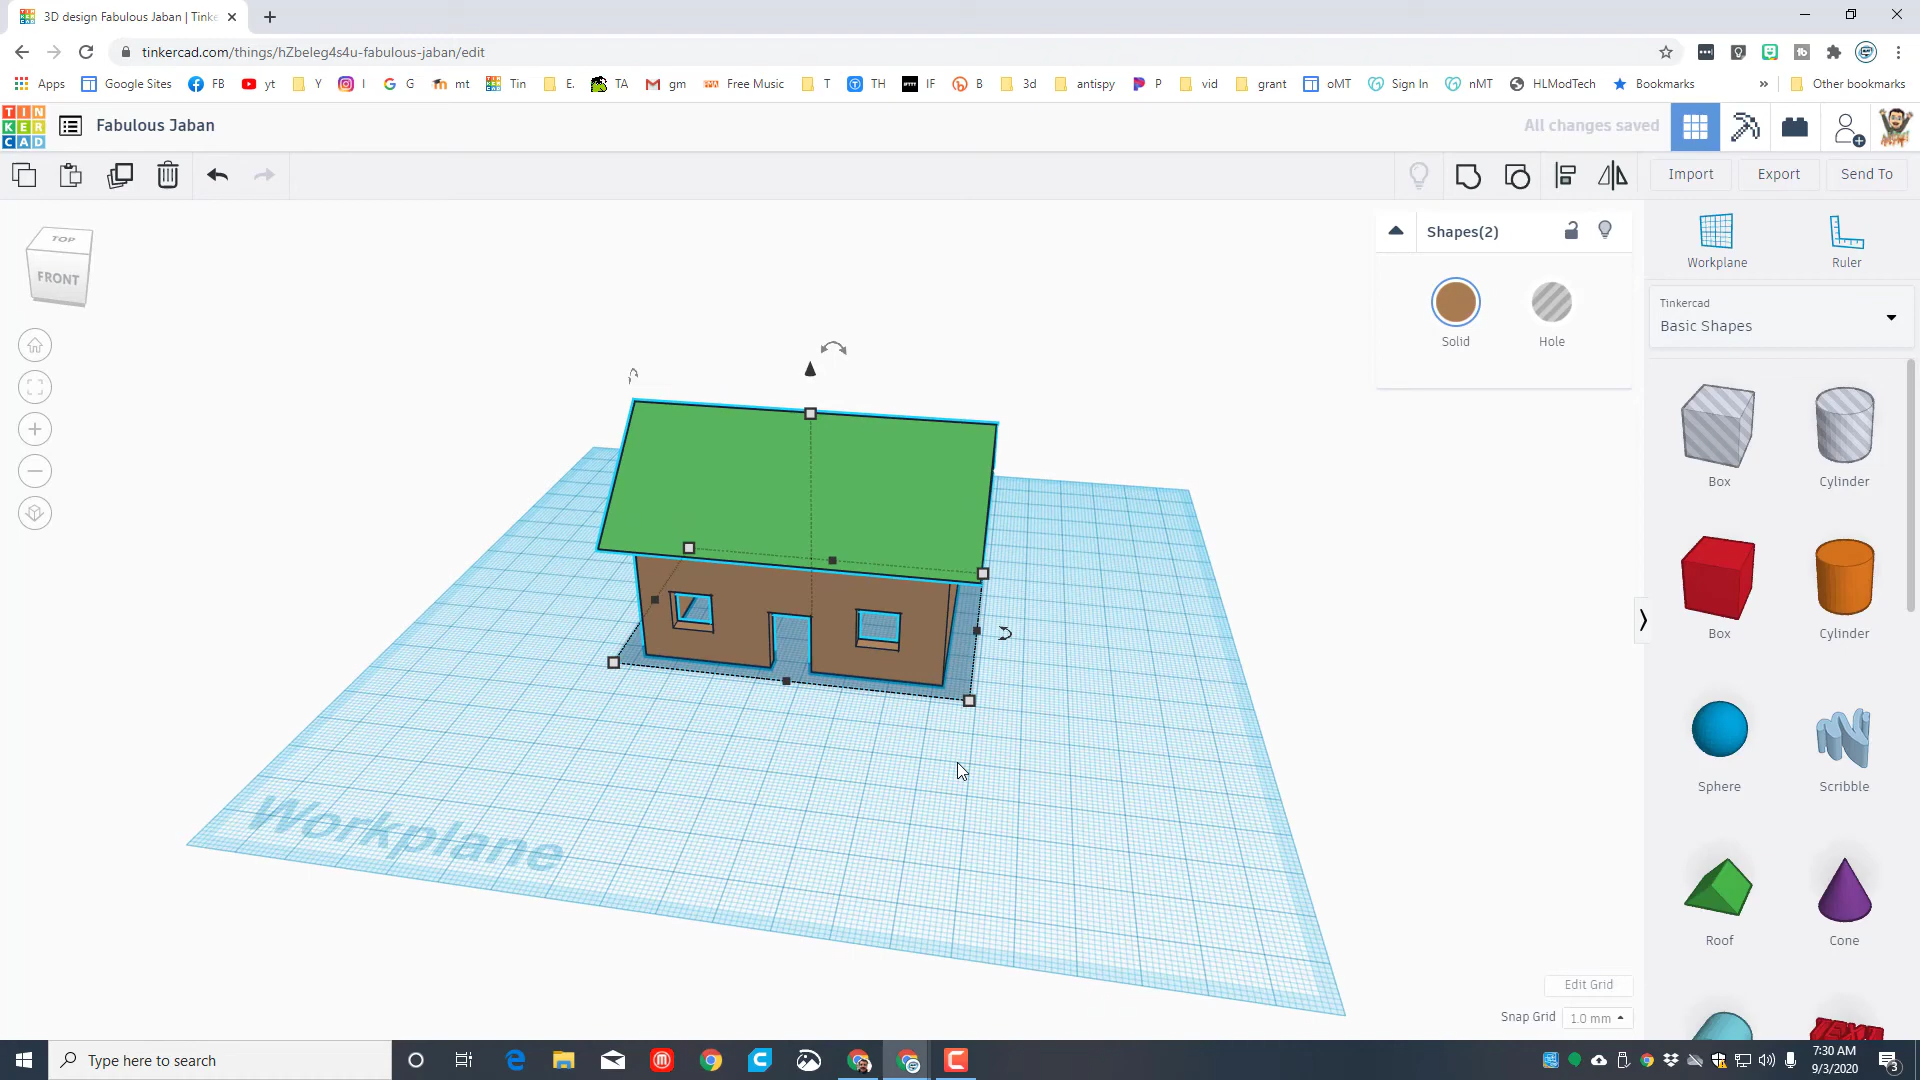 3D design Fabulous Jaban | Tinke
tinkercad.com/things/hZbeleg4s4u-fabulous-jaban/edit
Apps Google Sites FB yt Y I G mt Tin E. TA gm Free Music T TH IF B 3d antispy P vid grant oMT Sign In nMT HLModTech Bookmarks » Other bookmarks
TIN
KER
CAD
Fabulous Jaban
All changes saved
Import Export Send To
TOP
FRONT
Shapes(2)
Solid Hole
Workplane Ruler
Tinkercad
Basic Shapes
Box Cylinder
Box Cylinder
Sphere Scribble
Roof Cone
TEXT
Workplane
Edit Grid
Snap Grid 1.0 mm
Type here to search
7:30 AM
9/3/2020
3